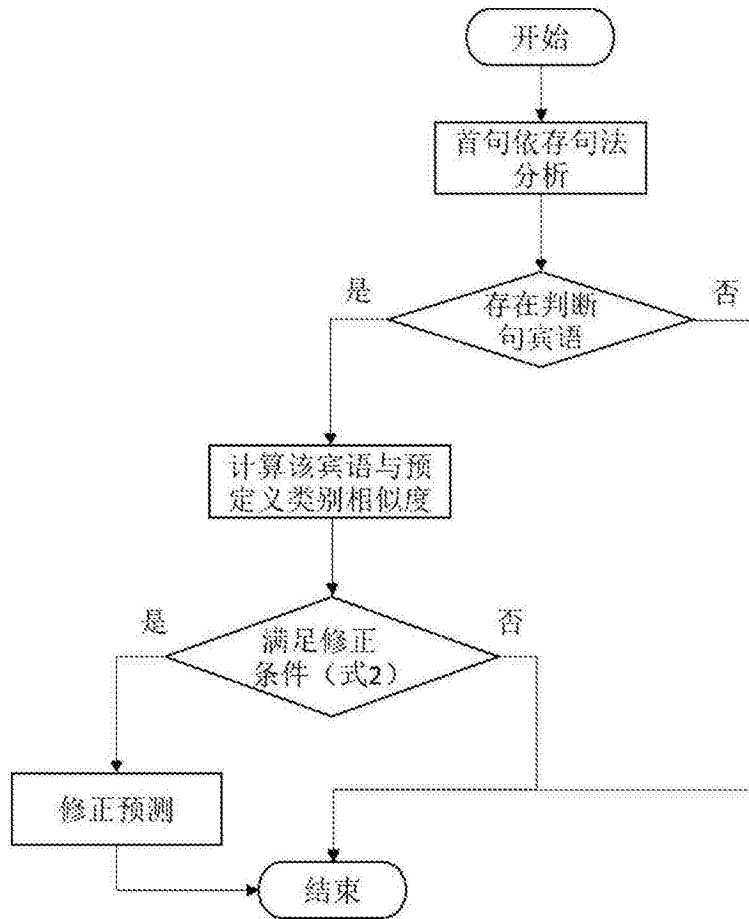 开始
首句依存句法
分析
是
存在判断
句宾语
否
计算该宾语与预
定义类别相似度
是
满足修正
条件（式2）
否
修正预测
结束